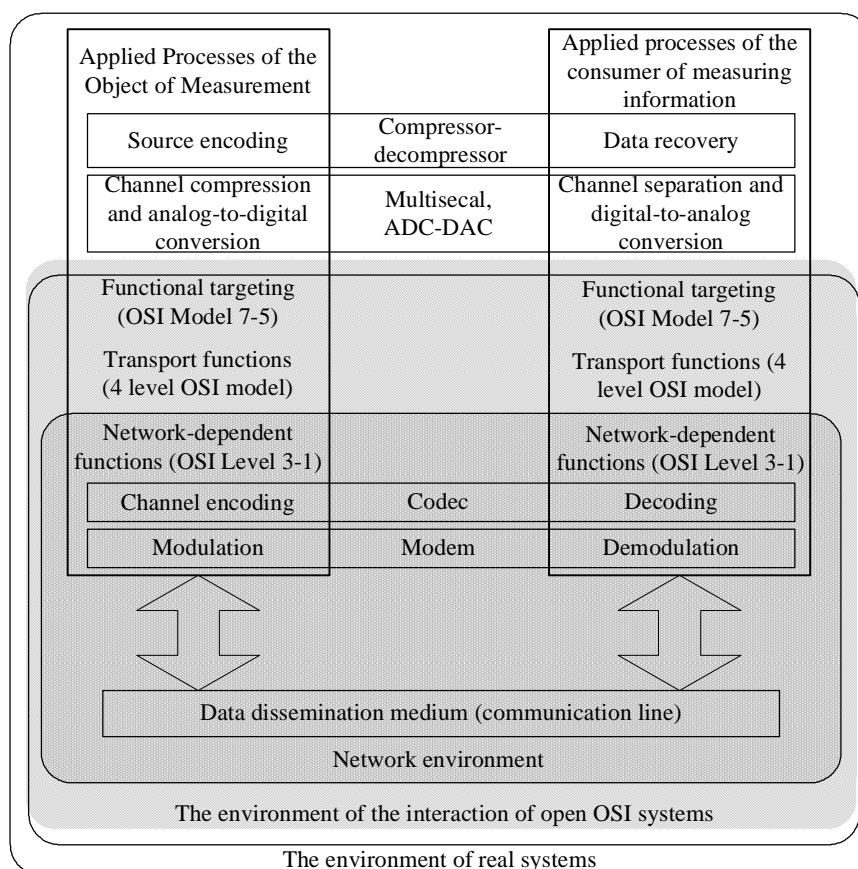 Applied Processes of the
Object of Measurement
Applied processes of the
consumer of measuring
information
Source encoding
Compressor-
decompressor
Data recovery
Channel compression
and analog-to-digital
conversion
Multisecal,
ADC-DAC
Channel separation and
digital-to-analog
conversion
Functional targeting
(OSI Model 7-5)
Functional targeting
(OSI Model 7-5)
Transport functions
(4 level OSI model)
Transport functions (4
level OSI model)
Network-dependent
functions (OSI Level 3-1)
Network-dependent
functions (OSI Level 3-1)
Channel encoding
Codec
Decoding
Modulation
Modem
Demodulation
Data dissemination medium (communication line)
Network environment
The environment of the interaction of open OSI systems
The environment of real systems